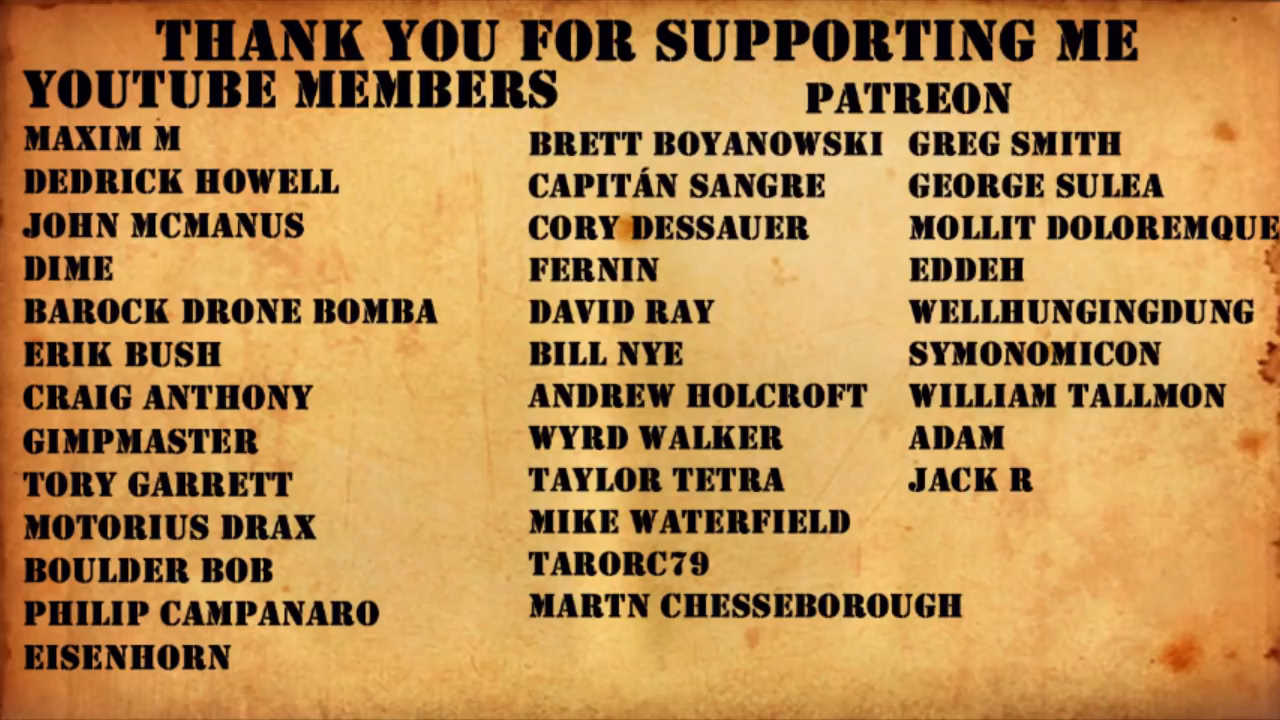 THANK YOU FOR SUPPORTING ME
YOUTUBE MEMBERS
MAXIM M
DEDRICK HOWELL
JOHN MCMANUS
DIME
BAROCK DRONE BOMBA
ERIK BUSH
CRAIG ANTHONY
GIMPMASTER
TORY GARRETT
MOTORIUS DRAX
BOULDER BOB
PHILIP CAMPANARO
EISENHORN
PATREON
BRETT BOYANOWSKI
CAPITÁN SANGRE
CORY DESSAUER
FERNIN
DAVID RAY
BILL NYE
ANDREW HOLCROFT
WYRD WALKER
TAYLOR TETRA
MIKE WATERFIELD
TARORC79
MARTN CHESSEBOROUGH
GREG SMITH
GEORGE SULEA
MOLLIT DOLOREMQUE
EDDEH
WELLHUNGINGDUNG
SYMONOMICON
WILLIAM TALLMON
ADAM
JACK R